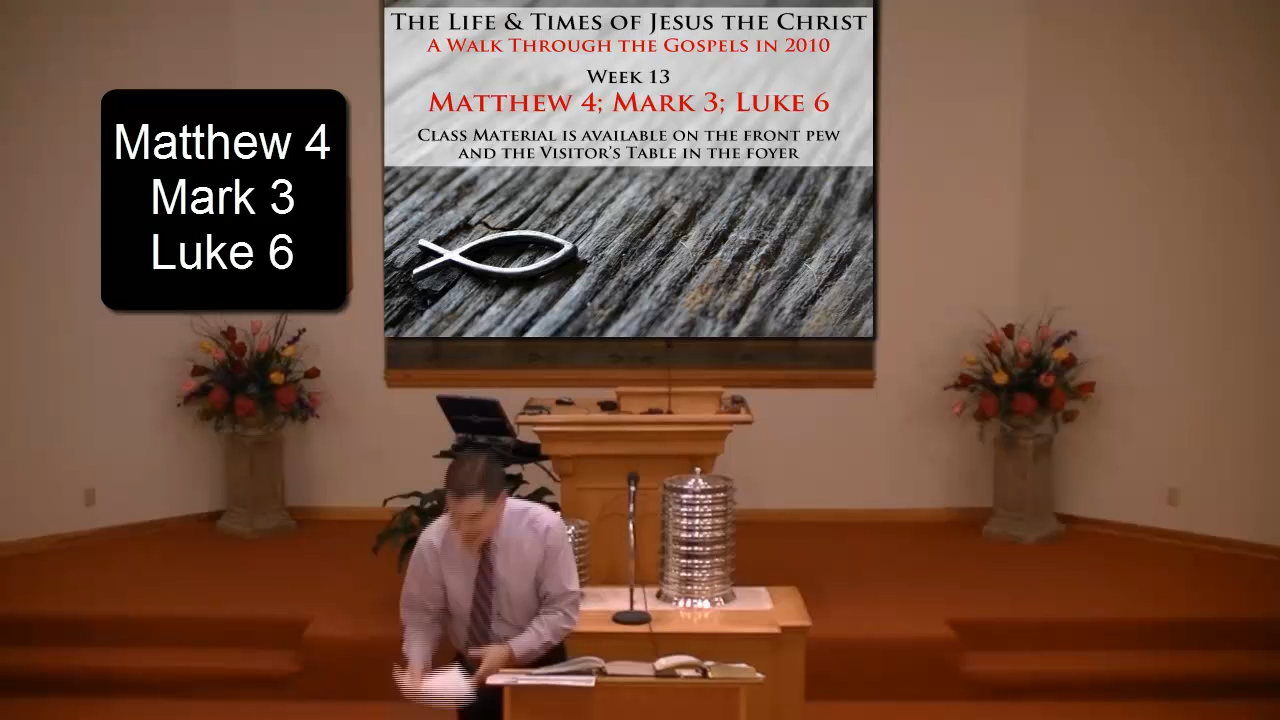 The Life & Times of Jesus the Christ
A Walk Through the Gospels in 2010
Week 13
Matthew 4; Mark 3; Luke 6
Class Material is available on the front pew
and the Visitor's Table in the foyer
Matthew 4
Mark 3
Luke 6